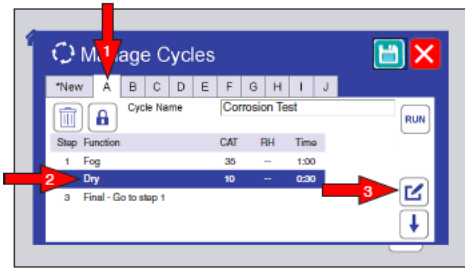 Manage Cycles
1
*New A B C D E F G H I J
Cycle Name Corrosion Test
RUN
Step Function CAT RH Time
1 Fog 35 -- 1:00
2 Dry 10 -- 0:30
3
3 Final - Go to step 1